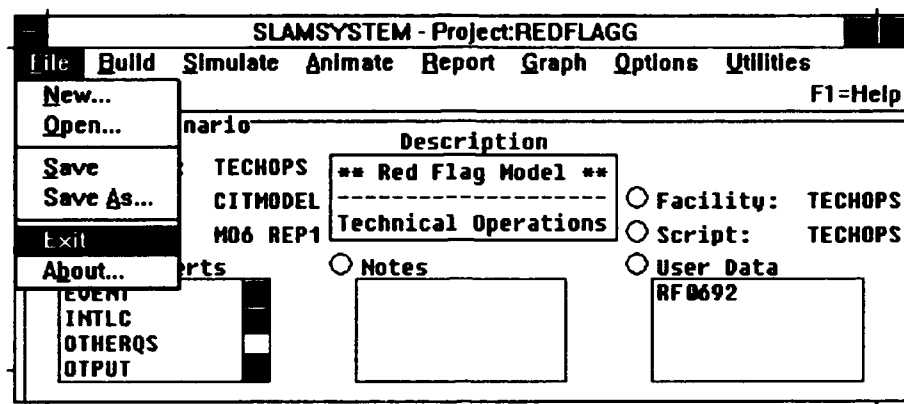 SLAMSYSTEM - Project:REDFLAGG
File Build Simulate Animate Report Graph Options Utilities
F1=Help
New...
Open...
Save
Save As...
Exit
About...
nario
Description
: TECHOPS
CITMODEL
MO6 REP1
** Red Flag Model **
--------------------
Technical Operations
Facility: TECHOPS
Script: TECHOPS
erts
Notes
User Data
EVENT
INTLC
OTHERQS
OTPUT
RF0692